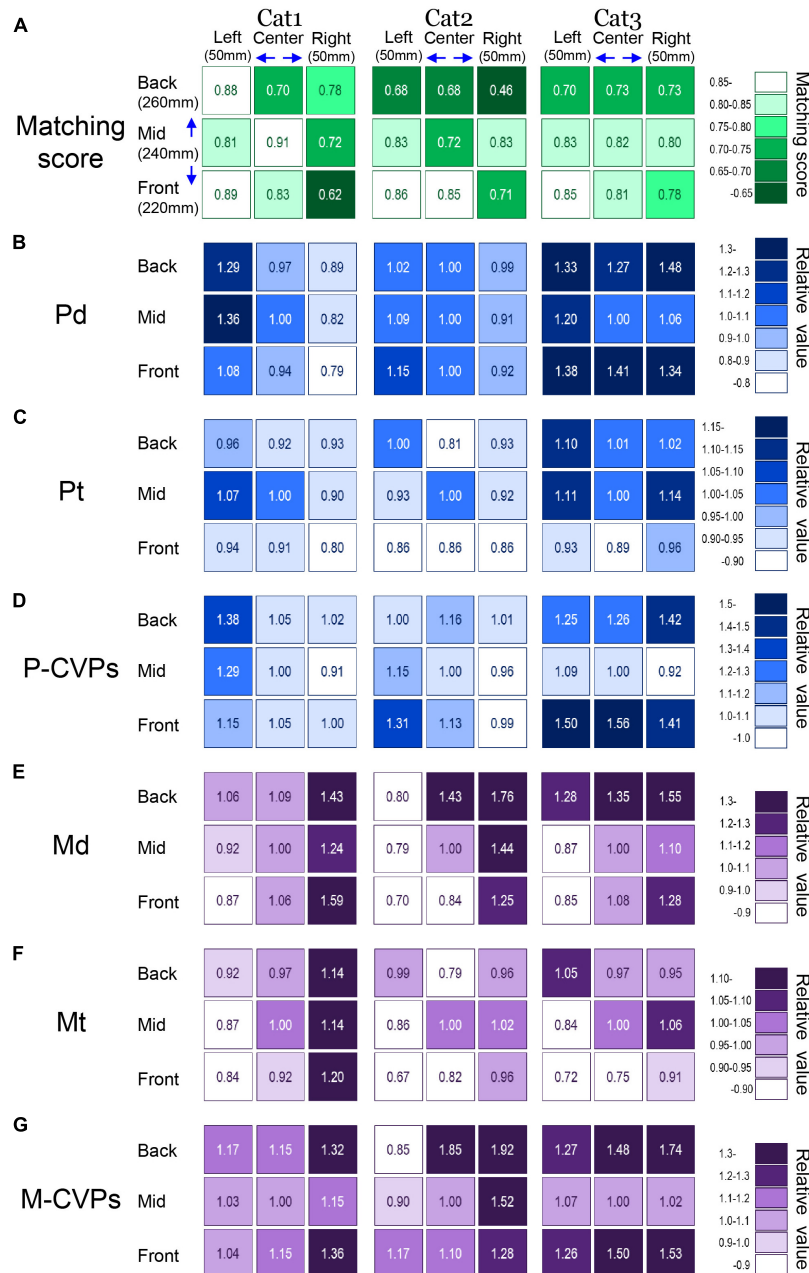 A
Cat1 Cat2 Cat3
Left Center Right Left Center Right Left Center Right
(50mm) (50mm) (50mm) (50mm) (50mm) (50mm)
Matching score
Back (260mm) 0.88 0.70 0.78 0.68 0.68 0.46 0.70 0.73 0.73
Mid (240mm) 0.81 0.91 0.72 0.83 0.72 0.83 0.83 0.82 0.80
Front (220mm) 0.89 0.83 0.62 0.86 0.85 0.71 0.85 0.81 0.78
0.85-
0.80-0.85
0.75-0.80
0.70-0.75
0.65-0.70
-0.65
Matching score
B
Pd
Back 1.29 0.97 0.89 1.02 1.00 0.99 1.33 1.27 1.48
Mid 1.36 1.00 0.82 1.09 1.00 0.91 1.20 1.00 1.06
Front 1.08 0.94 0.79 1.15 1.00 0.92 1.38 1.41 1.34
1.3-
1.2-1.3
1.1-1.2
1.0-1.1
0.9-1.0
0.8-0.9
-0.8
Relative value
C
Pt
Back 0.96 0.92 0.93 1.00 0.81 0.93 1.10 1.01 1.02
Mid 1.07 1.00 0.90 0.93 1.00 0.92 1.11 1.00 1.14
Front 0.94 0.91 0.80 0.86 0.86 0.86 0.93 0.89 0.96
1.15-
1.10-1.15
1.05-1.10
1.00-1.05
0.95-1.00
0.90-0.95
-0.90
Relative value
D
P-CVPs
Back 1.38 1.05 1.02 1.00 1.16 1.01 1.25 1.26 1.42
Mid 1.29 1.00 0.91 1.15 1.00 0.96 1.09 1.00 0.92
Front 1.15 1.05 1.00 1.31 1.13 0.99 1.50 1.56 1.41
1.5-
1.4-1.5
1.3-1.4
1.2-1.3
1.1-1.2
1.0-1.1
-1.0
Relative value
E
Md
Back 1.06 1.09 1.43 0.80 1.43 1.76 1.28 1.35 1.55
Mid 0.92 1.00 1.24 0.79 1.00 1.44 0.87 1.00 1.10
Front 0.87 1.06 1.59 0.70 0.84 1.25 0.85 1.08 1.28
1.3-
1.2-1.3
1.1-1.2
1.0-1.1
0.9-1.0
-0.9
Relative value
F
Mt
Back 0.92 0.97 1.14 0.99 0.79 0.96 1.05 0.97 0.95
Mid 0.87 1.00 1.14 0.86 1.00 1.02 0.84 1.00 1.06
Front 0.84 0.92 1.20 0.67 0.82 0.96 0.72 0.75 0.91
1.10-
1.05-1.10
1.00-1.05
0.95-1.00
0.90-0.95
-0.90
Relative value
G
M-CVPs
Back 1.17 1.15 1.32 0.85 1.85 1.92 1.27 1.48 1.74
Mid 1.03 1.00 1.15 0.90 1.00 1.52 1.07 1.00 1.02
Front 1.04 1.15 1.36 1.17 1.10 1.28 1.26 1.50 1.53
1.3-
1.2-1.3
1.1-1.2
1.0-1.1
0.9-1.0
-0.9
Relative value